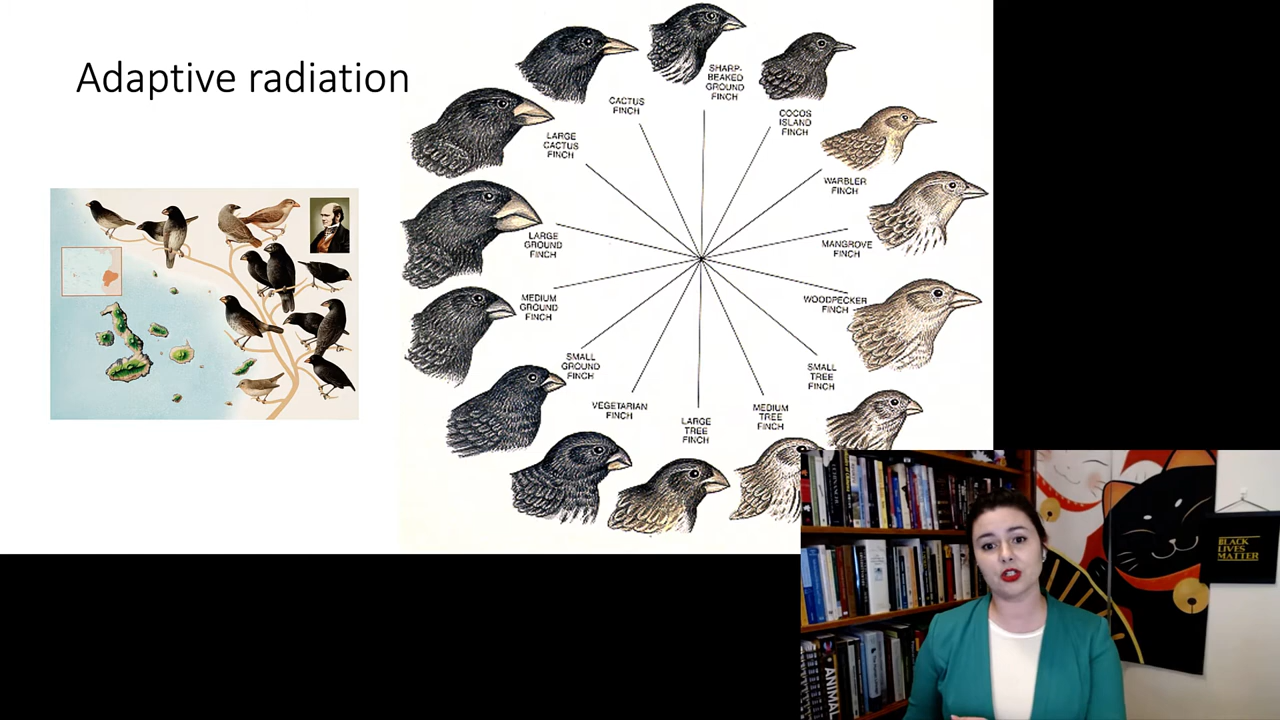 Adaptive radiation
SHARP-
BEAKED
GROUND
FINCH
CACTUS
FINCH
COCOS
ISLAND
FINCH
LARGE
CACTUS
FINCH
WARBLER
FINCH
LARGE
GROUND
FINCH
MANGROVE
FINCH
MEDIUM
GROUND
FINCH
WOODPECKER
FINCH
SMALL
GROUND
FINCH
SMALL
TREE
FINCH
VEGETARIAN
FINCH
LARGE
TREE
FINCH
MEDIUM
TREE
FINCH
BLACK
LIVES
MATTER
ANIMAL